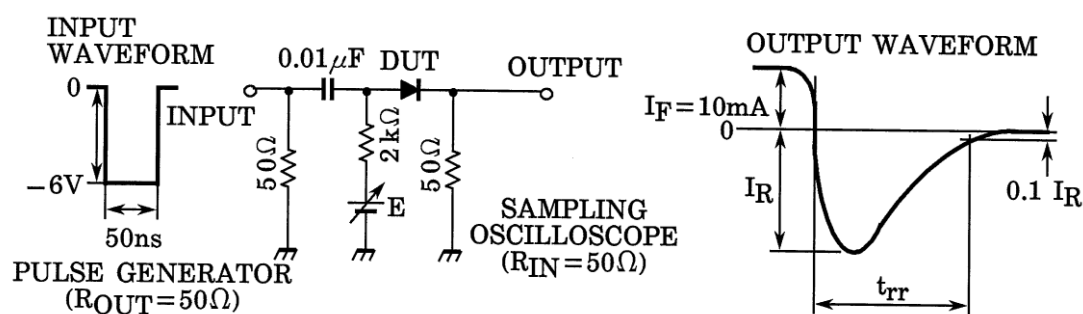 INPUT
WAVEFORM
0
−6V
50ns
PULSE GENERATOR
(ROUT=50Ω)
INPUT
0.01μF
DUT
OUTPUT
50Ω
2kΩ
E
50Ω
SAMPLING
OSCILLOSCOPE
(RIN=50Ω)
OUTPUT WAVEFORM
IF=10mA
0
IR
0.1 IR
trr